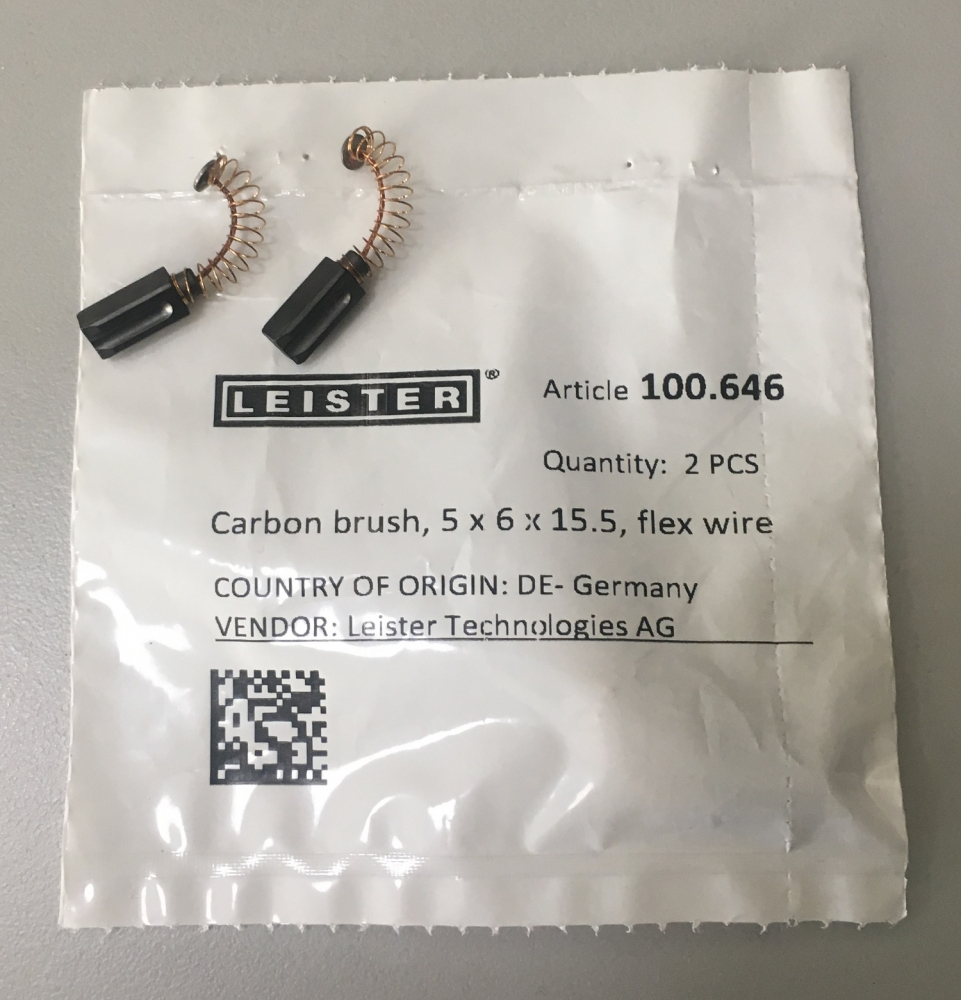 LEISTER®
Article 100.646
Quantity: 2 PCS
Carbon brush, 5 x 6 x 15.5, flex wire
COUNTRY OF ORIGIN: DE- Germany
VENDOR: Leister Technologies AG